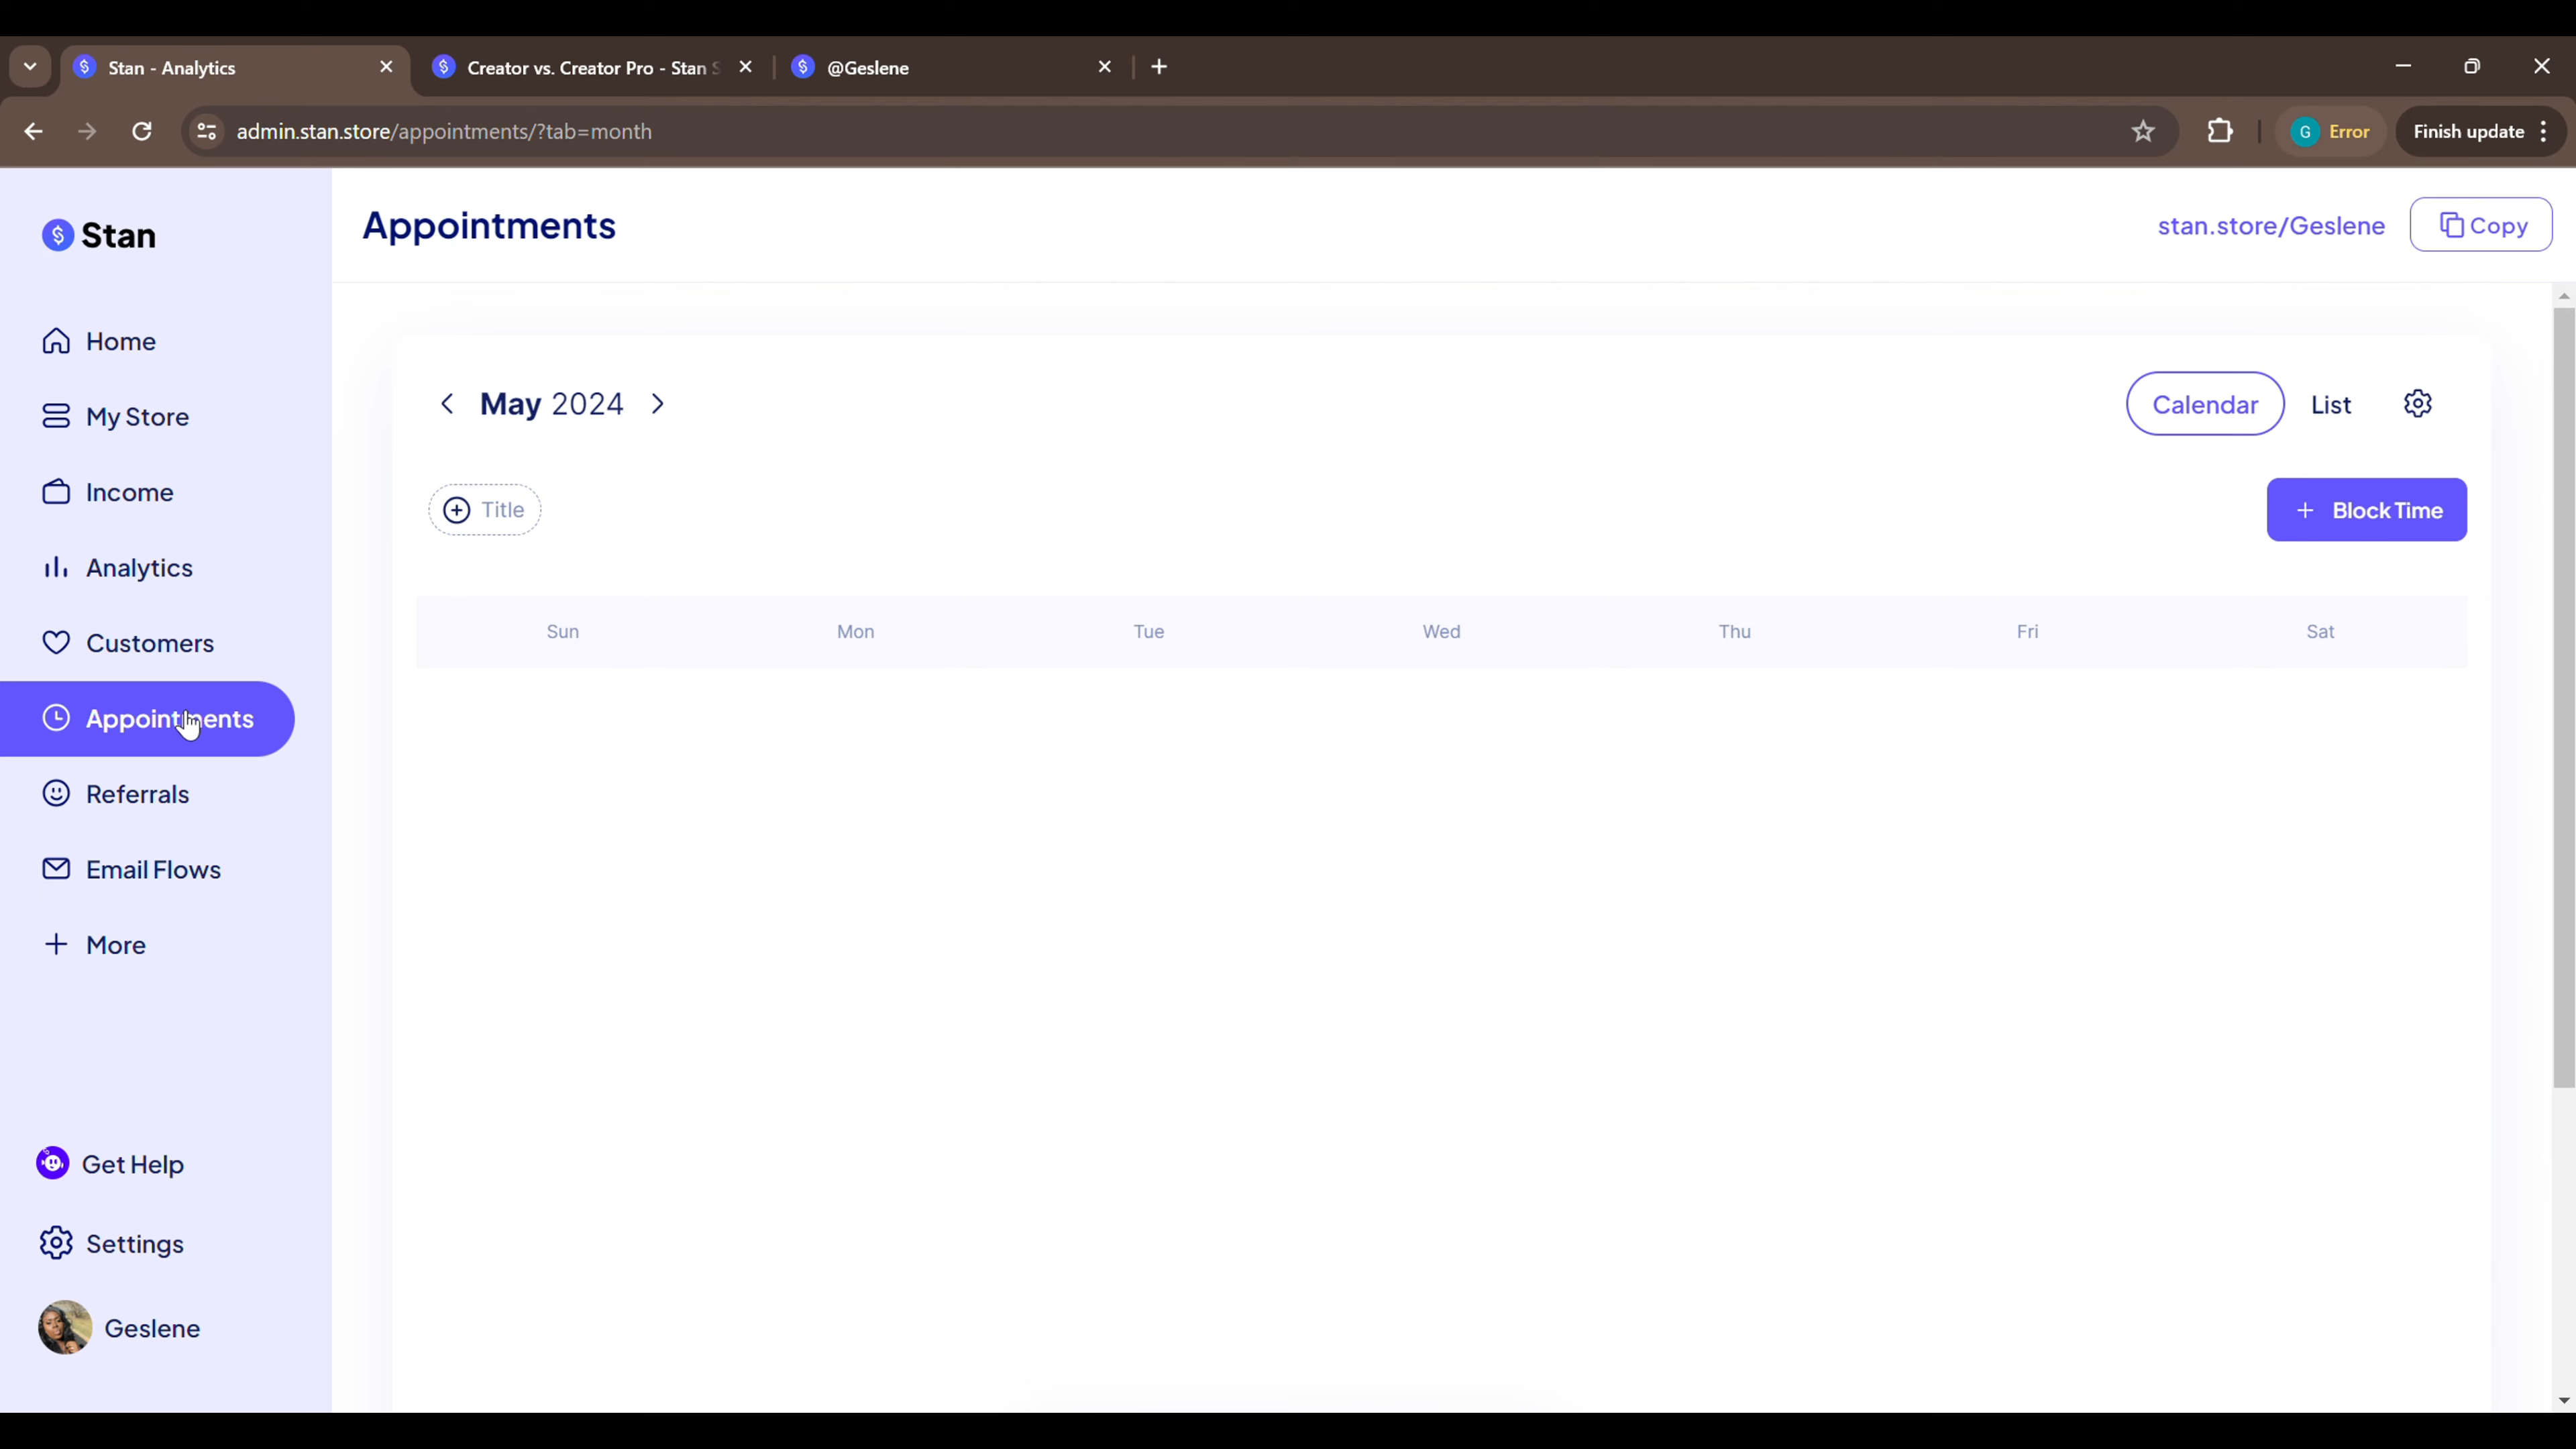 Stan - Analytics
Creator vs. Creator Pro - Stan S
@Geslene
admin.stan.store/appointments/?tab=month
G
Error
Finish update
Stan
Appointments
stan.store/Geslene
Copy
Home
My Store
Income
Analytics
Customers
Appointments
Referrals
Email Flows
More
Get Help
Settings
Geslene
May 2024
Calendar
List
Title
Block Time
Sun
Mon
Tue
Wed
Thu
Fri
Sat